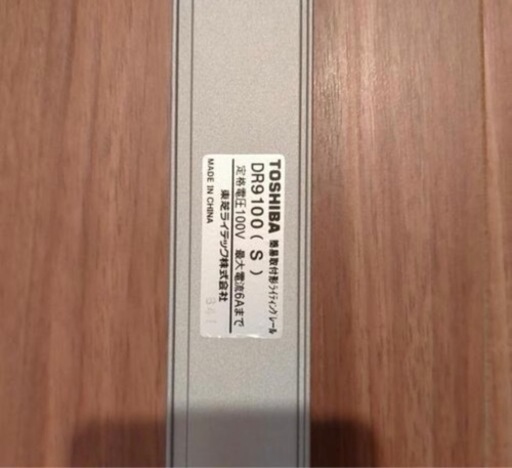 TOSHIBA 簡易取付形ライティングレール
DR9100(S)
定格電圧100V 最大電流6Aまで
東芝ライテック株式会社
MADE IN CHINA